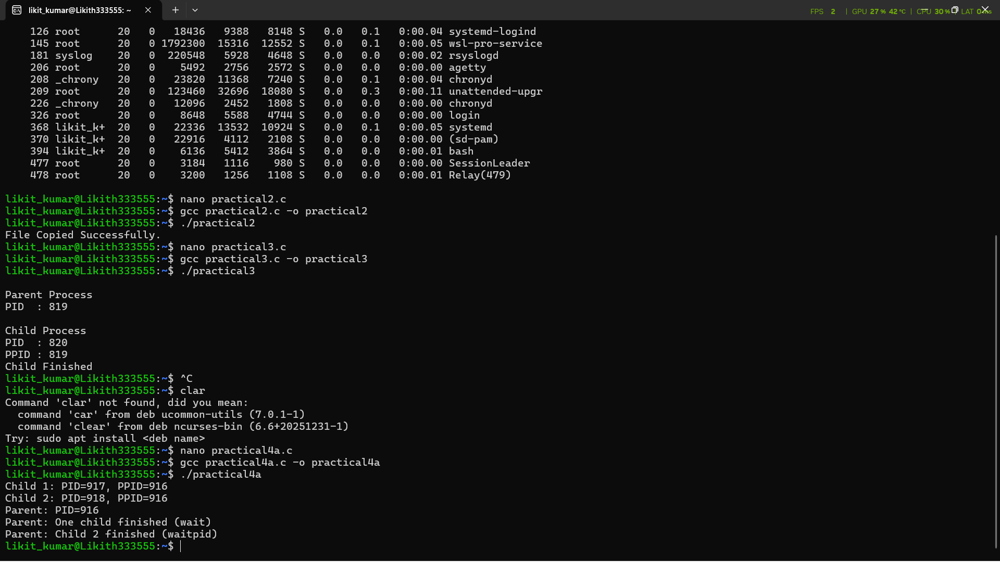 likit_kumar@Likith333555: ~
FPS 2 | GPU 27 % 42 °C | CPU 30 % | LAT 0 ms
126 root      20   0   18436   9388   8148 S   0.0   0.1   0:00.04 systemd-logind
145 root      20   0 1792300  15316  12552 S   0.0   0.1   0:00.05 wsl-pro-service
181 syslog    20   0  220548   5928   4648 S   0.0   0.0   0:00.02 rsyslogd
206 root      20   0    5492   2756   2572 S   0.0   0.0   0:00.00 agetty
208 _chrony   20   0   23820  11368   7240 S   0.0   0.1   0:00.04 chronyd
209 root      20   0  123460  32696  18080 S   0.0   0.3   0:00.11 unattended-upgr
226 _chrony   20   0   12096   2452   1808 S   0.0   0.0   0:00.00 chronyd
326 root      20   0    8648   5588   4744 S   0.0   0.0   0:00.00 login
368 likit_k+  20   0   22336  13532  10924 S   0.0   0.1   0:00.05 systemd
370 likit_k+  20   0   22916   4112   2108 S   0.0   0.0   0:00.00 (sd-pam)
394 likit_k+  20   0    6136   5412   3864 S   0.0   0.0   0:00.01 bash
477 root      20   0    3184   1116    980 S   0.0   0.0   0:00.00 SessionLeader
478 root      20   0    3200   1256   1108 S   0.0   0.0   0:00.01 Relay(479)
likit_kumar@Likith333555:~$ nano practical2.c
likit_kumar@Likith333555:~$ gcc practical2.c -o practical2
likit_kumar@Likith333555:~$ ./practical2
File Copied Successfully.
likit_kumar@Likith333555:~$ nano practical3.c
likit_kumar@Likith333555:~$ gcc practical3.c -o practical3
likit_kumar@Likith333555:~$ ./practical3
Parent Process
PID  : 819
Child Process
PID  : 820
PPID : 819
Child Finished
likit_kumar@Likith333555:~$ ^C
likit_kumar@Likith333555:~$ clar
Command 'clar' not found, did you mean:
  command 'car' from deb ucommon-utils (7.0.1-1)
  command 'clear' from deb ncurses-bin (6.6+20251231-1)
Try: sudo apt install <deb name>
likit_kumar@Likith333555:~$ nano practical4a.c
likit_kumar@Likith333555:~$ gcc practical4a.c -o practical4a
likit_kumar@Likith333555:~$ ./practical4a
Child 1: PID=917, PPID=916
Child 2: PID=918, PPID=916
Parent: PID=916
Parent: One child finished (wait)
Parent: Child 2 finished (waitpid)
likit_kumar@Likith333555:~$